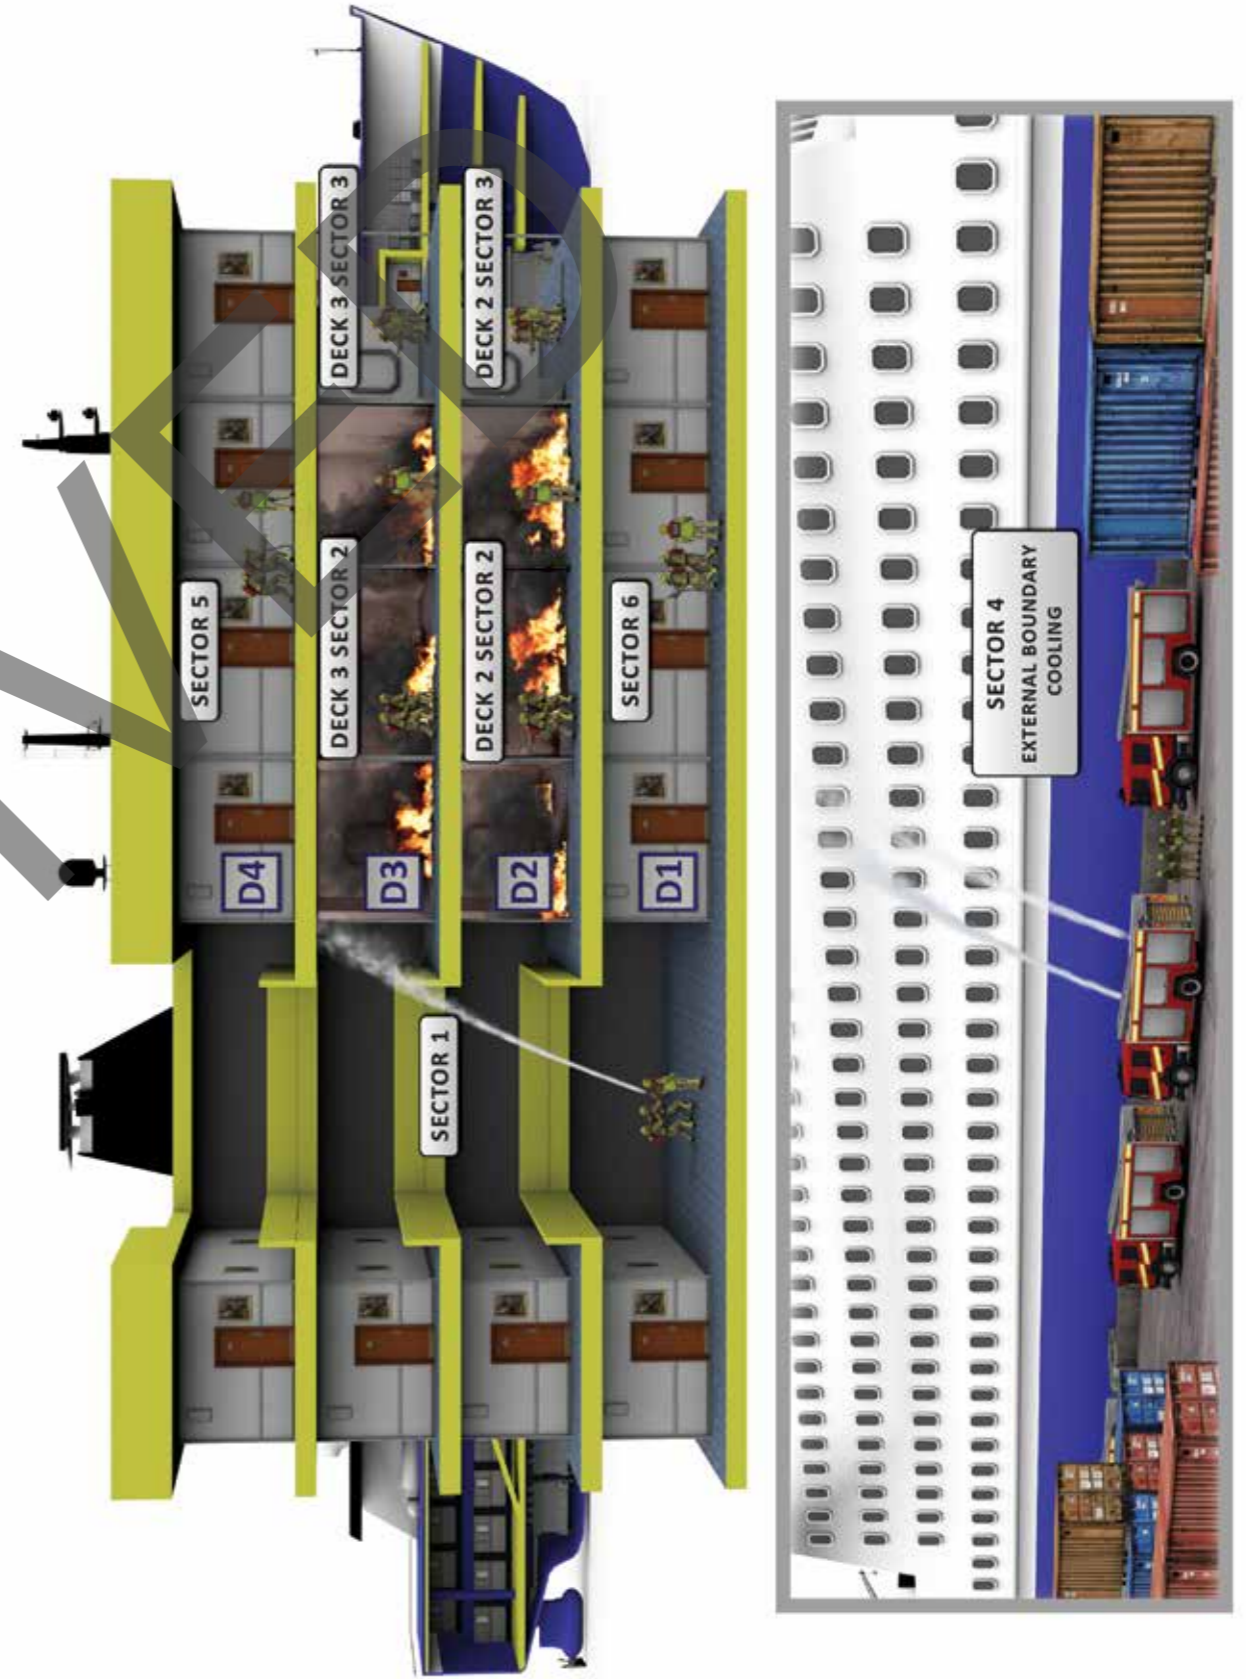 SECTOR 5
DECK 3 SECTOR 2
DECK 3 SECTOR 3
DECK 2 SECTOR 2
DECK 2 SECTOR 3
SECTOR 1
SECTOR 6
D4
D3
D2
D1
SECTOR 4
EXTERNAL BOUNDARY
COOLING